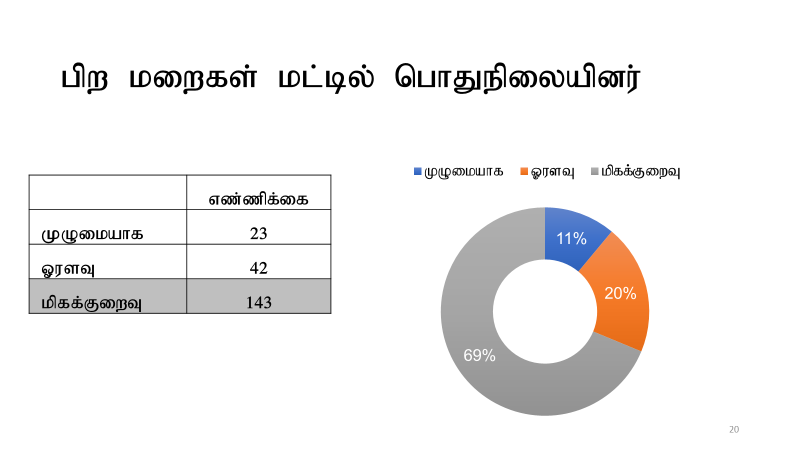 பிற மறைகள் மட்டில் பொதுநிலையினர்
எண்ணிக்கை
முழுமையாக 23
ஓரளவு 42
மிகக்குறைவு 143
முழுமையாக ஓரளவு மிகக்குறைவு
11%
20%
69%
20